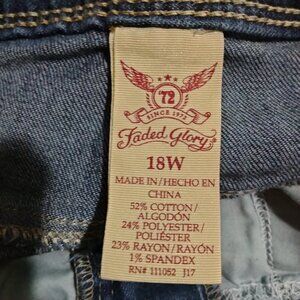 '72
SINCE 1972
Faded Glory
18W
MADE IN/HECHO EN
CHINA
52% COTTON/
ALGODÓN
24% POLYESTER/
POLIÉSTER
23% RAYON/RAYÓN
1% SPANDEX
RN# 111052 J17